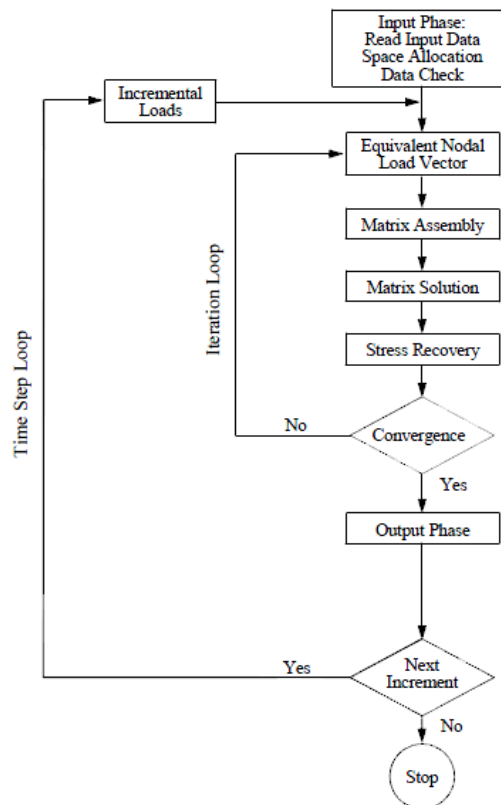 Input Phase:
Read Input Data
Space Allocation
Data Check
Incremental
Loads
Equivalent Nodal
Load Vector
Matrix Assembly
Matrix Solution
Iteration Loop
Time Step Loop
Stress Recovery
No
Convergence
Yes
Output Phase
Yes
Next
Increment
No
Stop